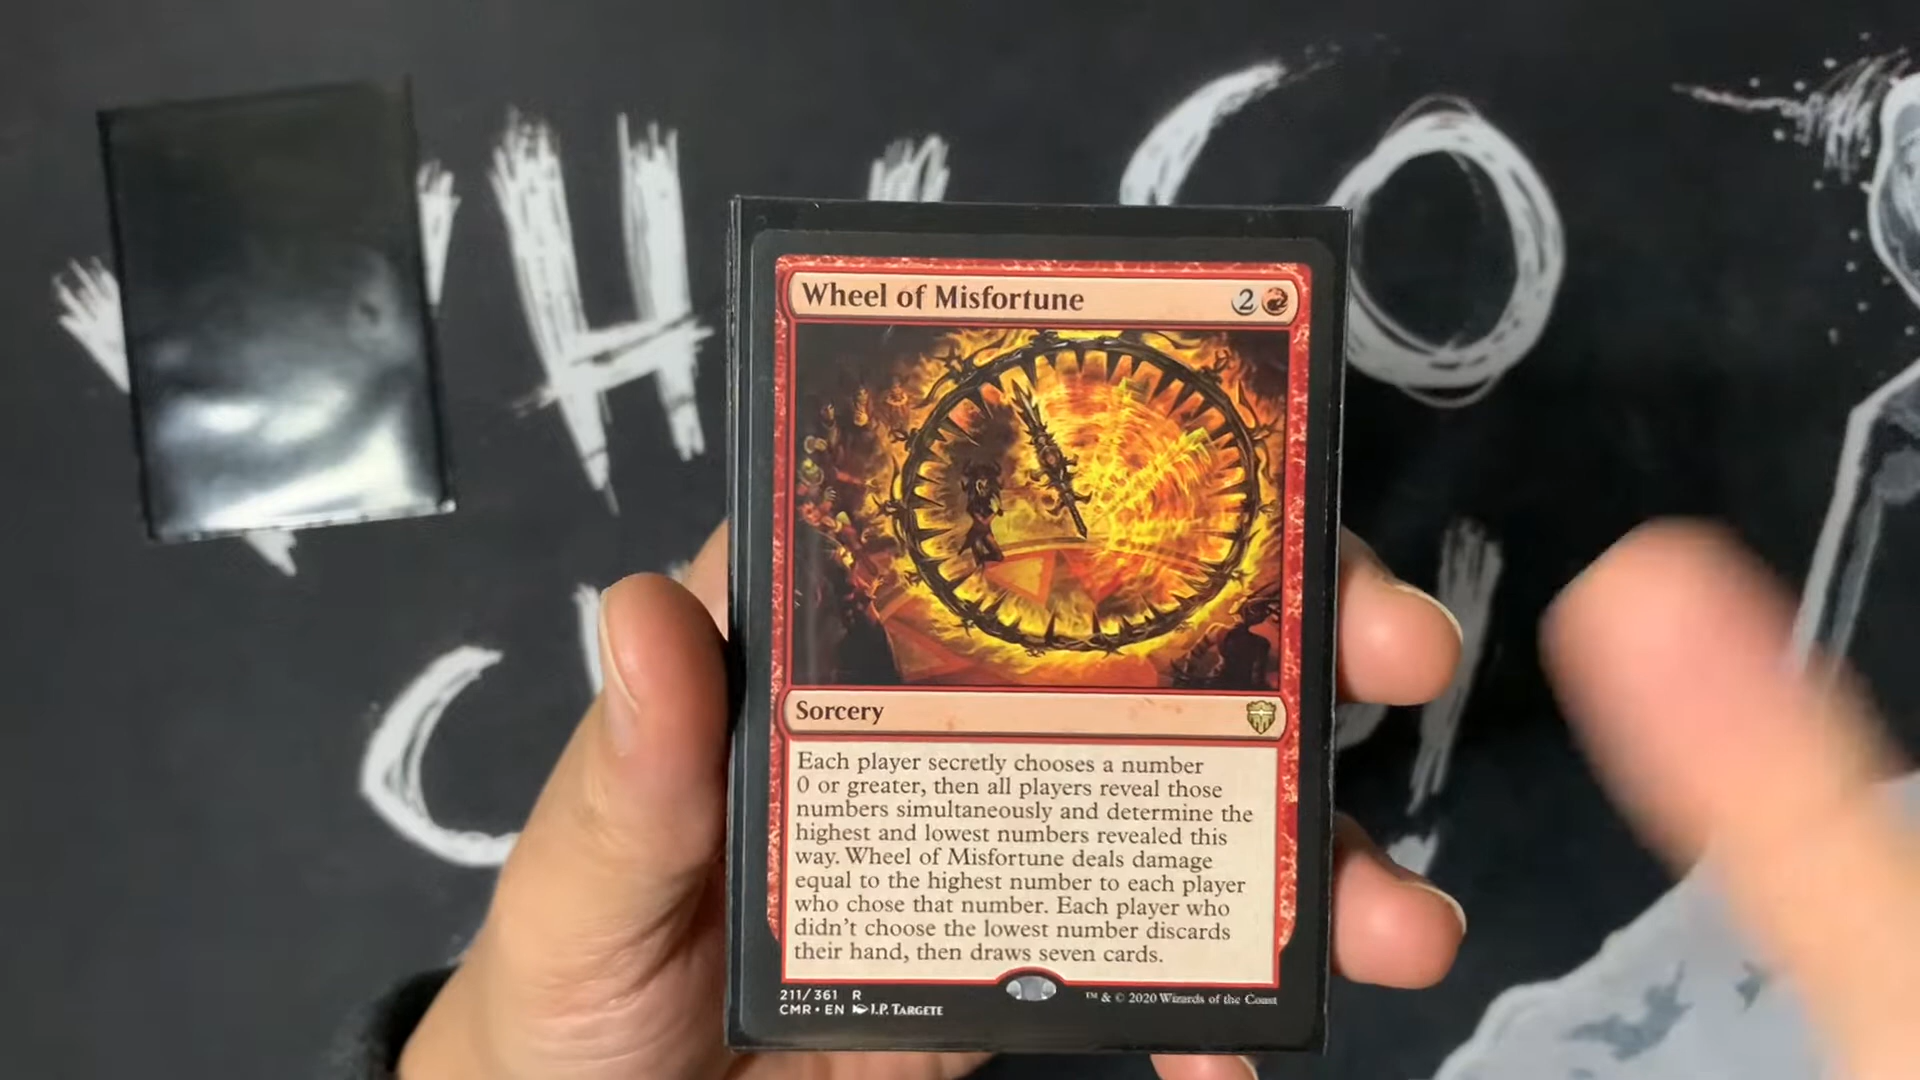 Wheel of Misfortune 2
Sorcery
Each player secretly chooses a number
0 or greater, then all players reveal those
numbers simultaneously and determine the
highest and lowest numbers revealed this
way. Wheel of Misfortune deals damage
equal to the highest number to each player
who chose that number. Each player who
didn't choose the lowest number discards
their hand, then draws seven cards.
211/361 R
CMR • EN J.P. TARGETE
™ & © 2020 Wizards of the Coast